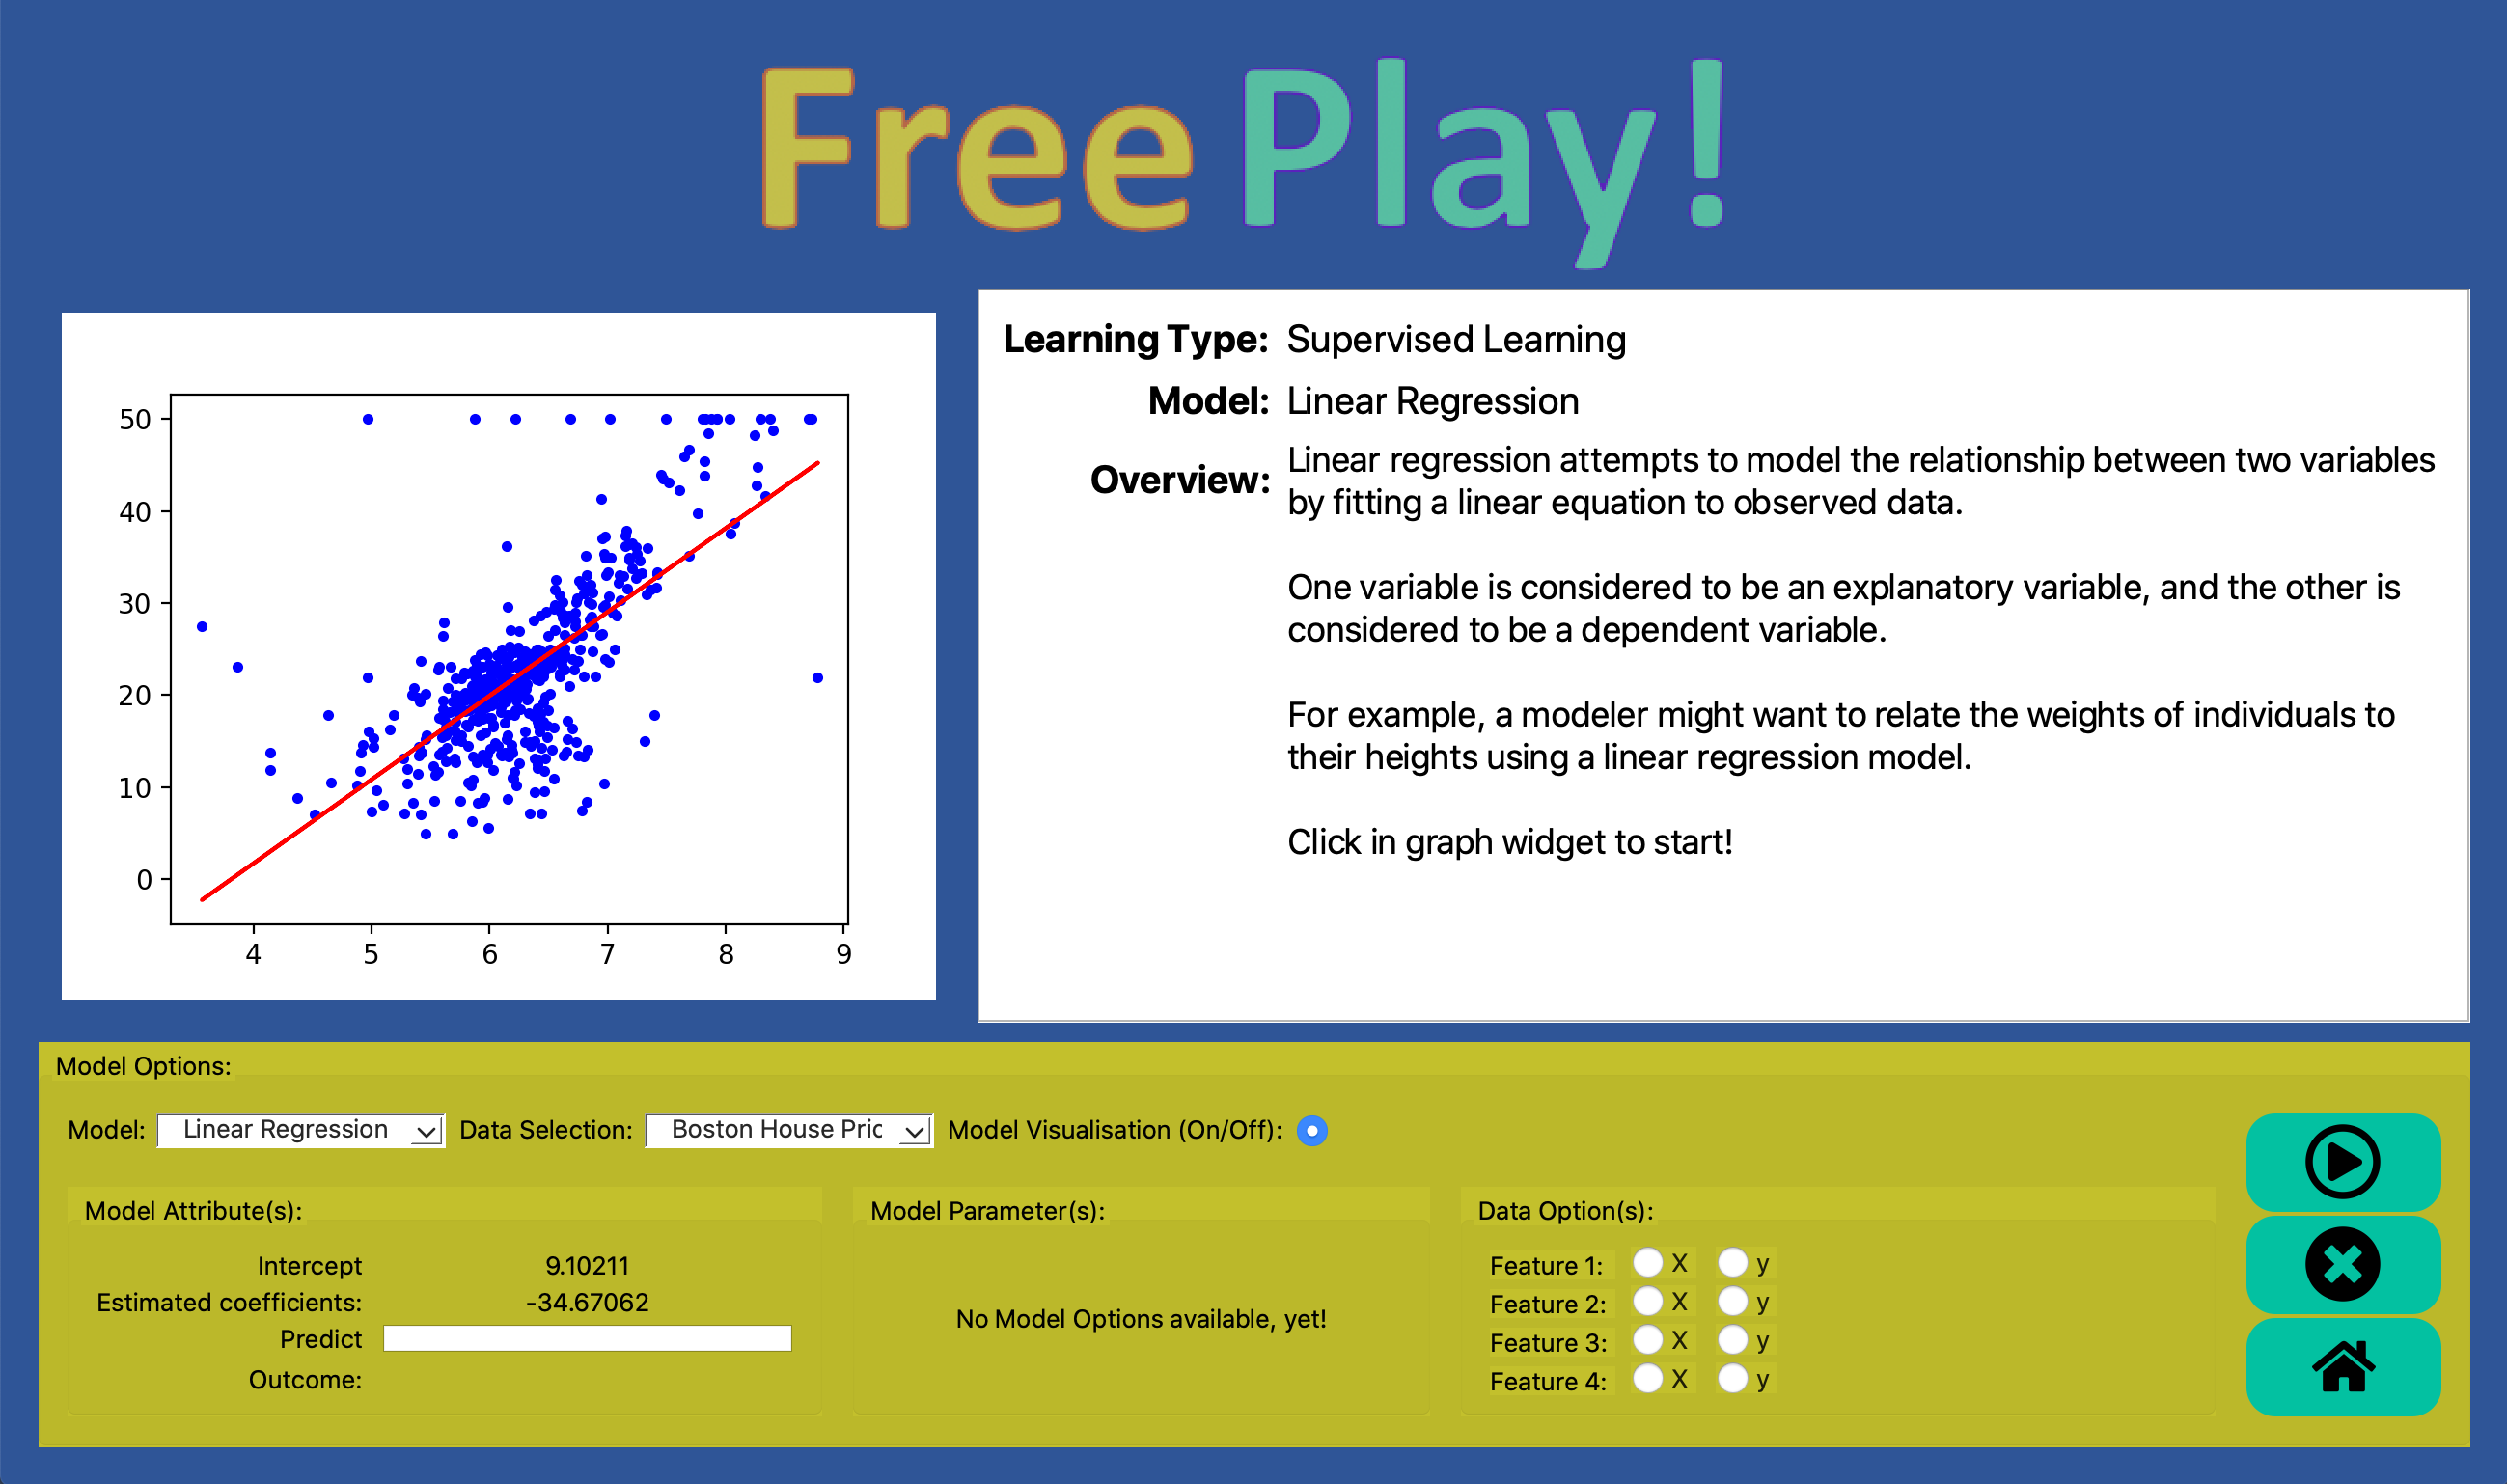 Free Play!
50
40
30
20
10
0
4 5 6 7 8 9
Learning Type: Supervised Learning
Model: Linear Regression
Overview: Linear regression attempts to model the relationship between two variables
by fitting a linear equation to observed data.
One variable is considered to be an explanatory variable, and the other is
considered to be a dependent variable.
For example, a modeler might want to relate the weights of individuals to
their heights using a linear regression model.
Click in graph widget to start!
Model Options:
Model: Linear Regression Data Selection: Boston House Pric Model Visualisation (On/Off):
Model Attribute(s):
Intercept 9.10211
Estimated coefficients: -34.67062
Predict
Outcome:
Model Parameter(s):
No Model Options available, yet!
Data Option(s):
Feature 1: X y
Feature 2: X y
Feature 3: X y
Feature 4: X y